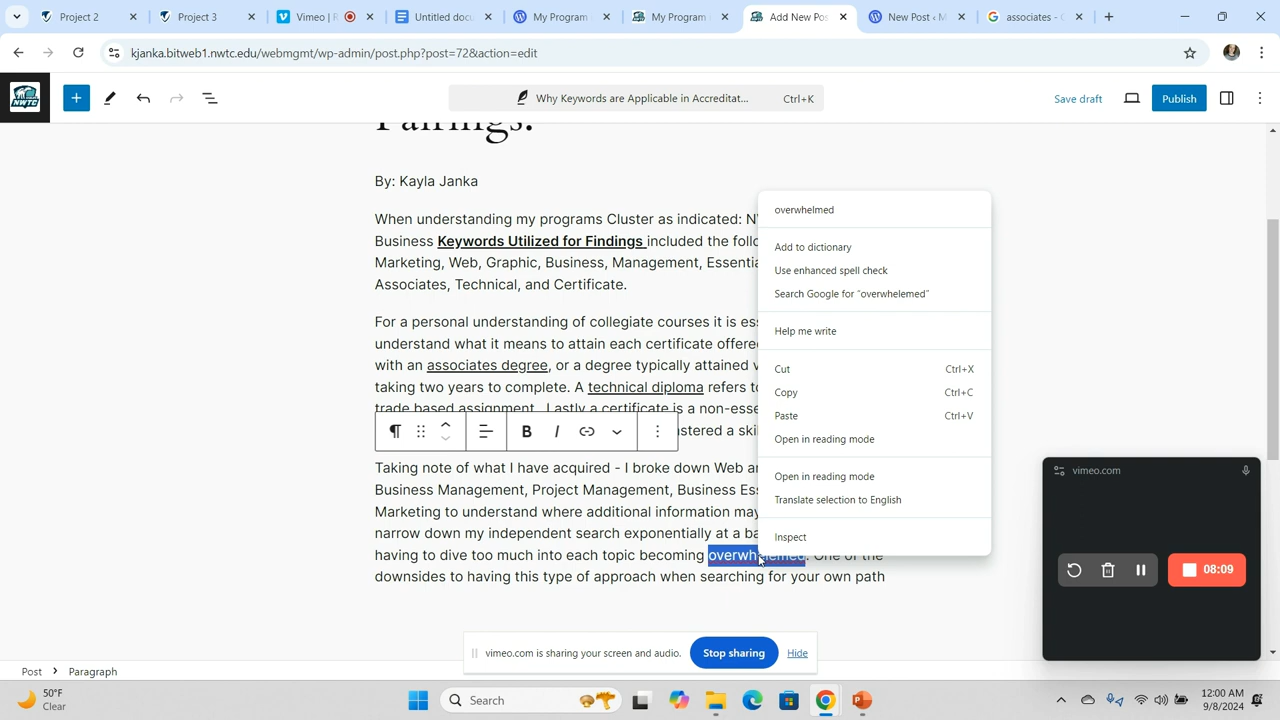 Project 2
Project 3
Vimeo | R
Untitled docu
My Program
My Program
Add New Pos
New Post ‹ M
associates - G
kjanka.bitweb1.nwtc.edu/webmgmt/wp-admin/post.php?post=72&action=edit
NWTC
Why Keywords are Applicable in Accreditat... Ctrl+K
Save draft
Publish
Pairings.
By: Kayla Janka
When understanding my programs Cluster as indicated:
Business Keywords Utilized for Findings included the follo
Marketing, Web, Graphic, Business, Management, Essentia
Associates, Technical, and Certificate.
For a personal understanding of collegiate courses it is ess
understand what it means to attain each certificate offered
with an associates degree, or a degree typically attained v
taking two years to complete. A technical diploma refers to
trade based assignment. Lastly a certificate is a non-esse
stered a ski
Taking note of what I have acquired - I broke down Web an
Business Management, Project Management, Business Ess
Marketing to understand where additional information may
narrow down my independent search exponentially at a ba
having to dive too much into each topic becoming overwhelemed. One of the
downsides to having this type of approach when searching for your own path
overwhelmed
Add to dictionary
Use enhanced spell check
Search Google for “overwhelemed”
Help me write
Cut Ctrl+X
Copy Ctrl+C
Paste Ctrl+V
Open in reading mode
Open in reading mode
Translate selection to English
Inspect
B I
vimeo.com
08:09
vimeo.com is sharing your screen and audio. Stop sharing Hide
Post > Paragraph
50°F
Clear
Search
12:00 AM
9/8/2024